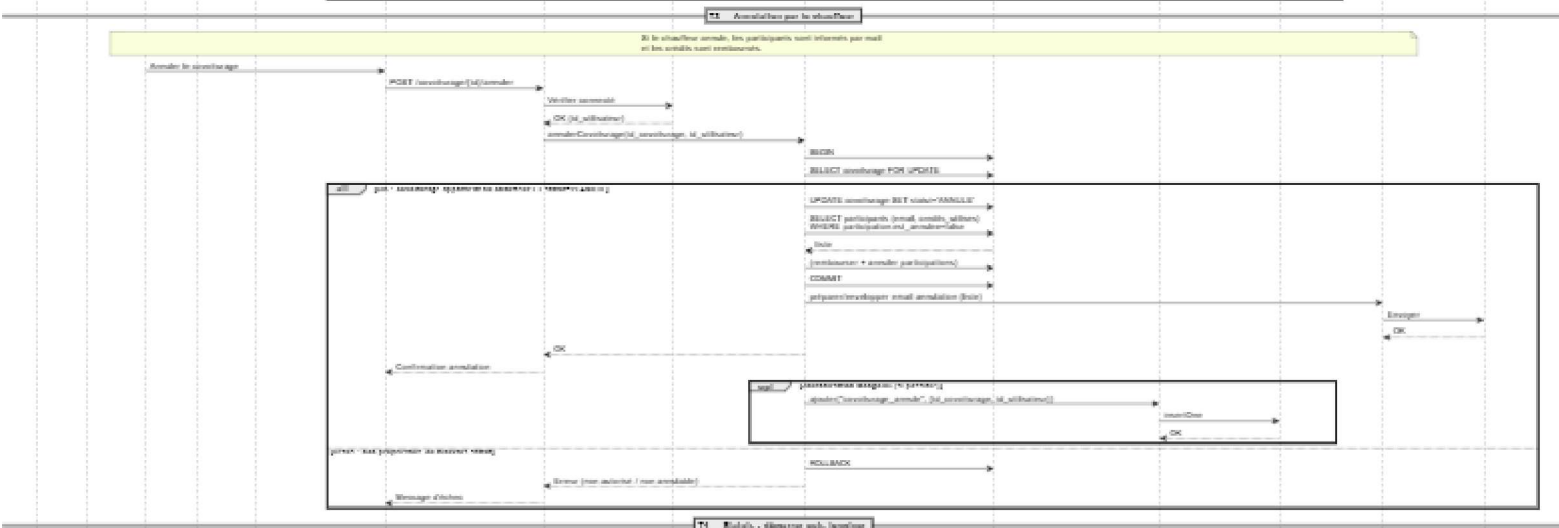 Annulation par le chauffeur
Si le chauffeur annule, les participants sont informés par mail
et les crédits sont remboursés.
Annuler le covoiturage
POST /covoiturage/{id}/annuler
Vérifier connecté
OK (id_utilisateur)
annulerCovoiturage(id_covoiturage, id_utilisateur)
BEGIN
SELECT covoiturage FOR UPDATE
alt
UPDATE covoiturage SET statut='ANNULE'
SELECT participants (email, crédits_utilisés)
WHERE participation.est_annulee=false
liste
(rembourser + annuler participations)
COMMIT
email annulation (liste)
Envoyer
OK
OK
Confirmation annulation
opt
ajouter("covoiturage_annule", {id_covoiturage, id_utilisateur})
insertOne
OK
ROLLBACK
Erreur (non autorisé / non annulable)
Message d'échec